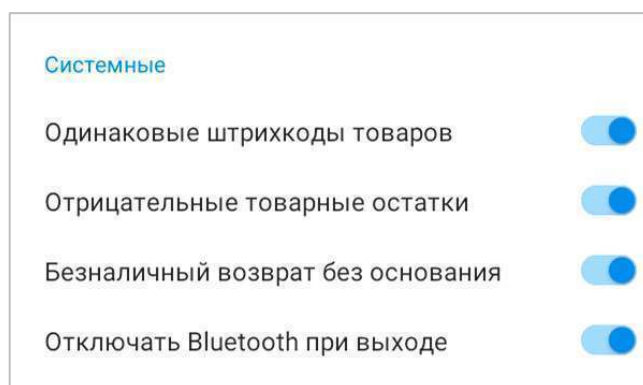 Системные
Одинаковые штрихкоды товаров
Отрицательные товарные остатки
Безналичный возврат без основания
Отключать Bluetooth при выходе